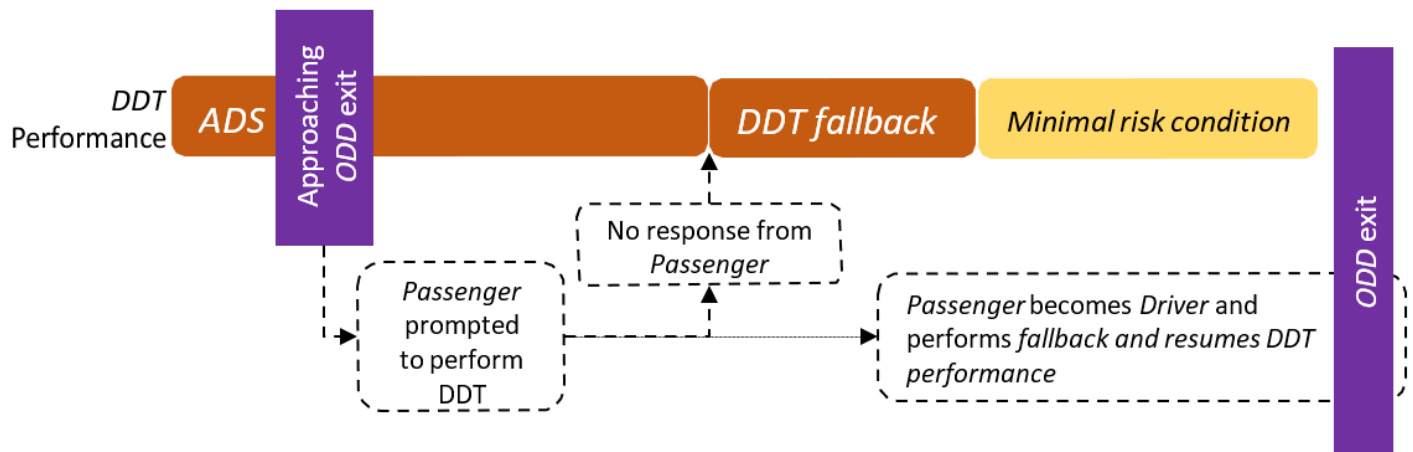 DDT
Performance
ADS
Approaching
ODD exit
DDT fallback
Minimal risk condition
No response from
Passenger
Passenger
prompted
to perform
DDT
Passenger becomes Driver and
performs fallback and resumes DDT
performance
ODD exit